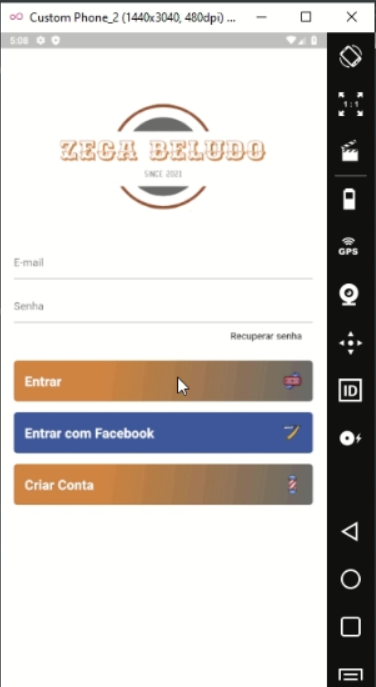 Custom Phone_2 (1440x3040, 480dpi) ...
5:08
1:1
ZECA BELUDO
SINCE 2021
GPS
E-mail
Senha
Recuperar senha
Entrar
ID
Entrar com Facebook
Criar Conta